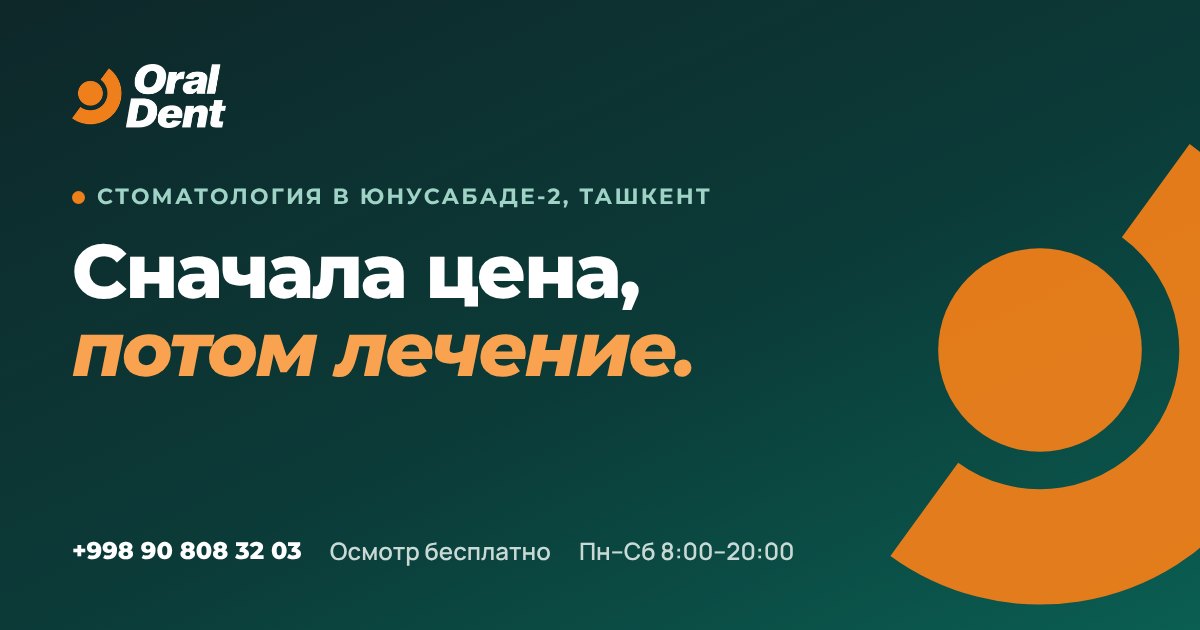 Oral
Dent
СТОМАТОЛОГИЯ В ЮНУСАБАДЕ-2, ТАШКЕНТ
Сначала цена,
потом лечение.
+998 90 808 32 03 Осмотр бесплатно Пн–Сб 8:00–20:00